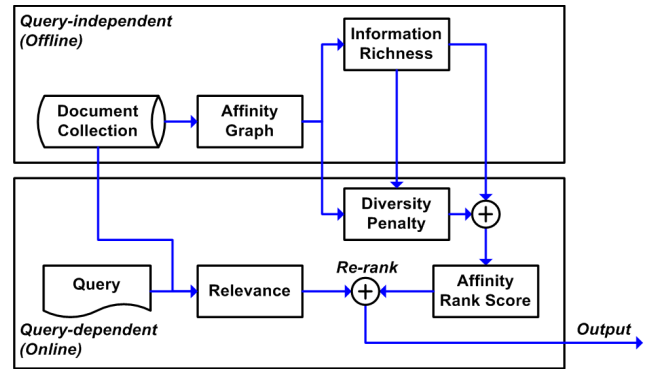 Query-independent
(Offline)
Information
Richness
Document
Collection
Affinity
Graph
Diversity
Penalty
+
Query
Relevance
Re-rank
+
Affinity
Rank Score
Query-dependent
(Online)
Output